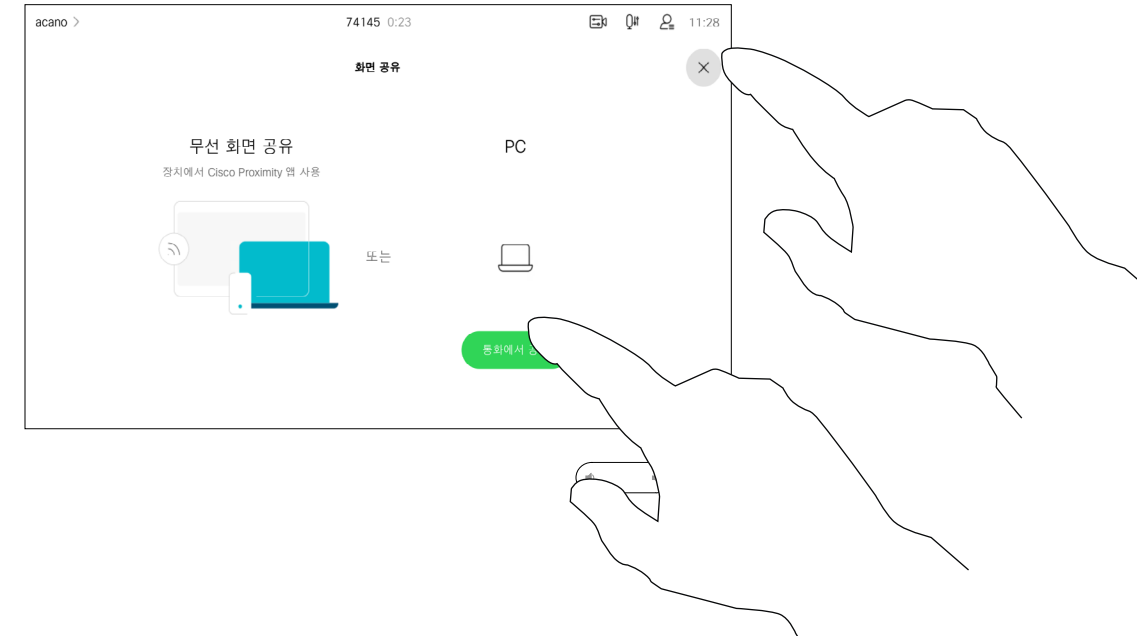 acano >
74145 0:23
11:28
화면 공유
무선 화면 공유
장치에서 Cisco Proximity 앱 사용
PC
또는
통화에서